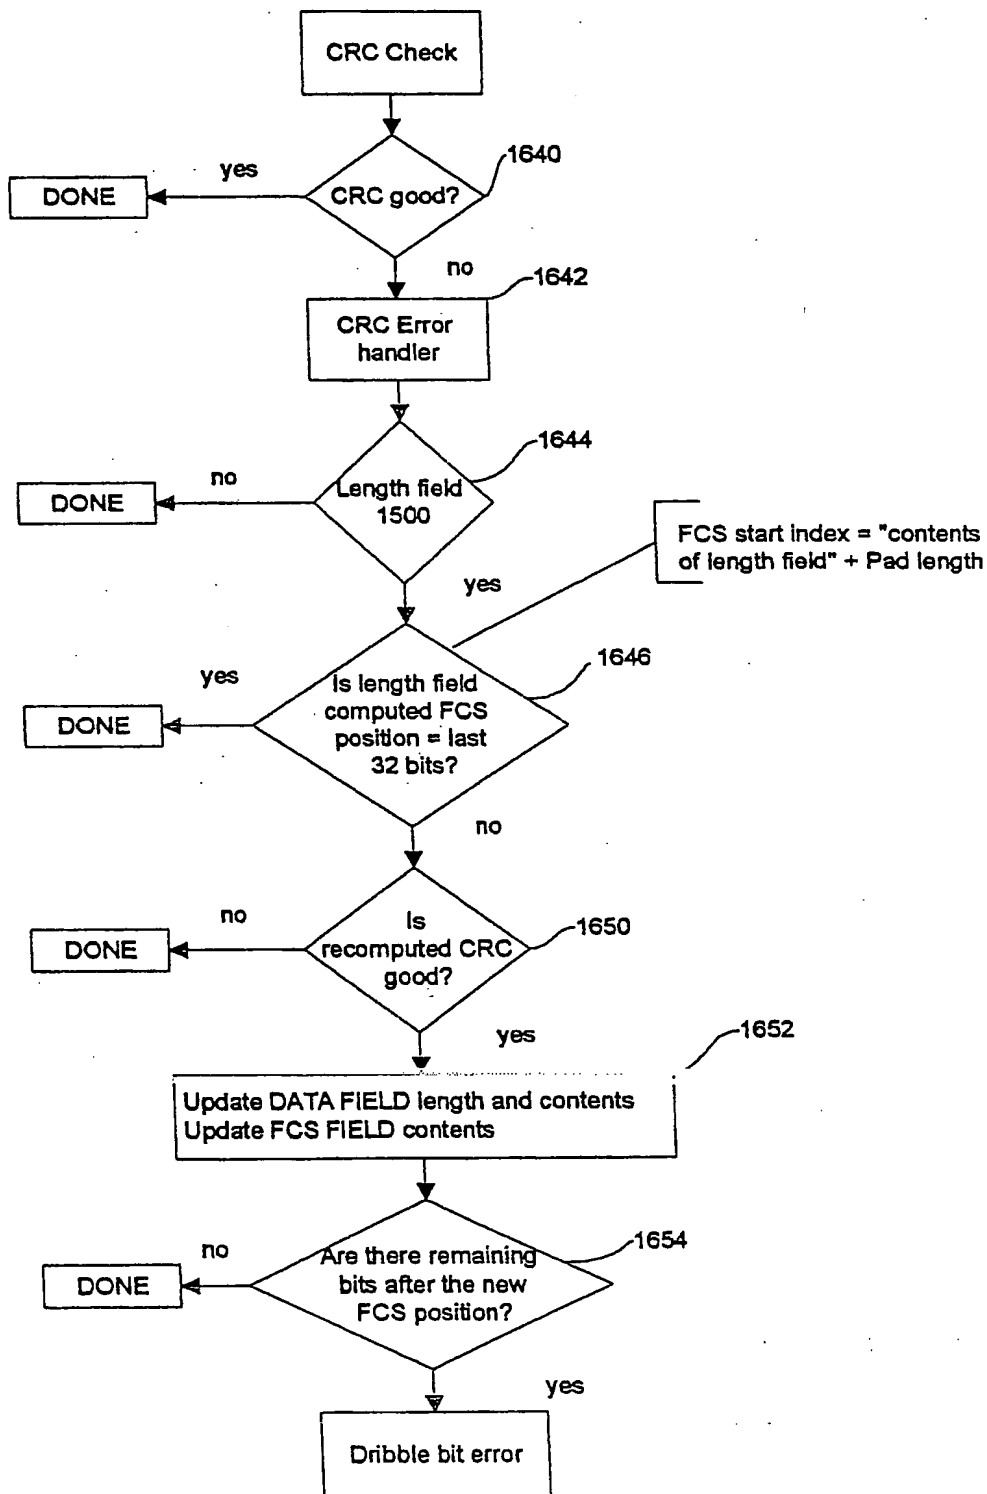 CRC Check
1640
yes
DONE
CRC good?
no
1642
CRC Error
handler
1644
no
DONE
Length field
1500
FCS start index = "contents
of length field" + Pad length
yes
1646
yes
Is length field
computed FCS
position = last
32 bits?
DONE
no
no
1650
Is
recomputed CRC
good?
DONE
yes
1652
Update DATA FIELD length and contents
Update FCS FIELD contents
1654
no
Are there remaining
bits after the new
FCS position?
DONE
yes
Dribble bit error